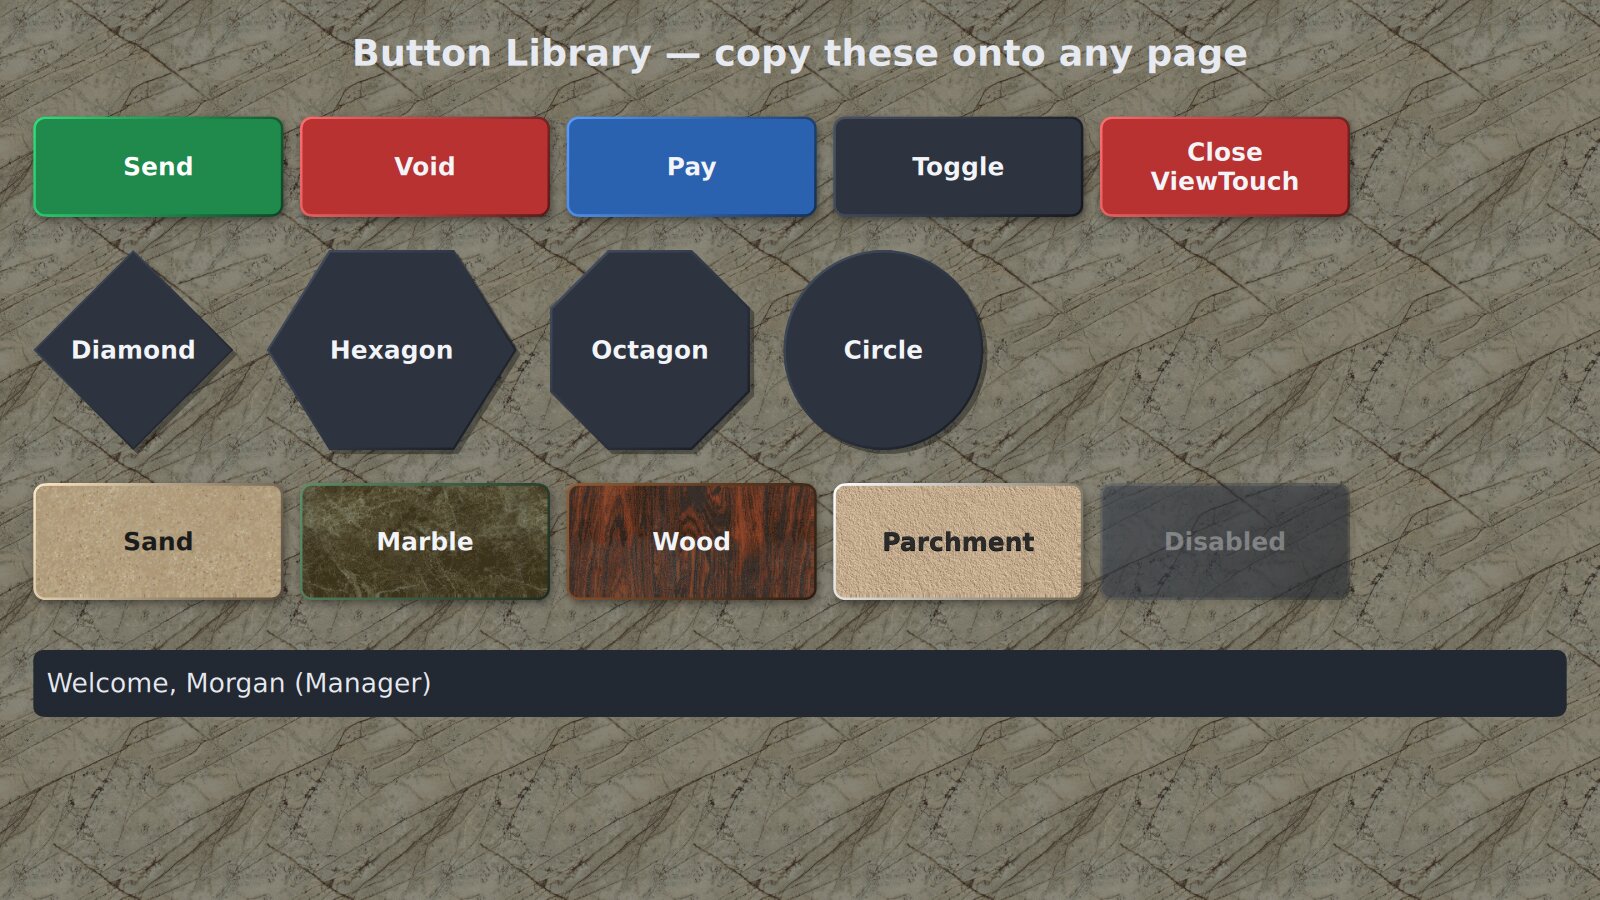 Button Library — copy these onto any page
Send
Void
Pay
Toggle
Close
ViewTouch
Diamond
Hexagon
Octagon
Circle
Sand
Marble
Wood
Parchment
Disabled
Welcome, Morgan (Manager)